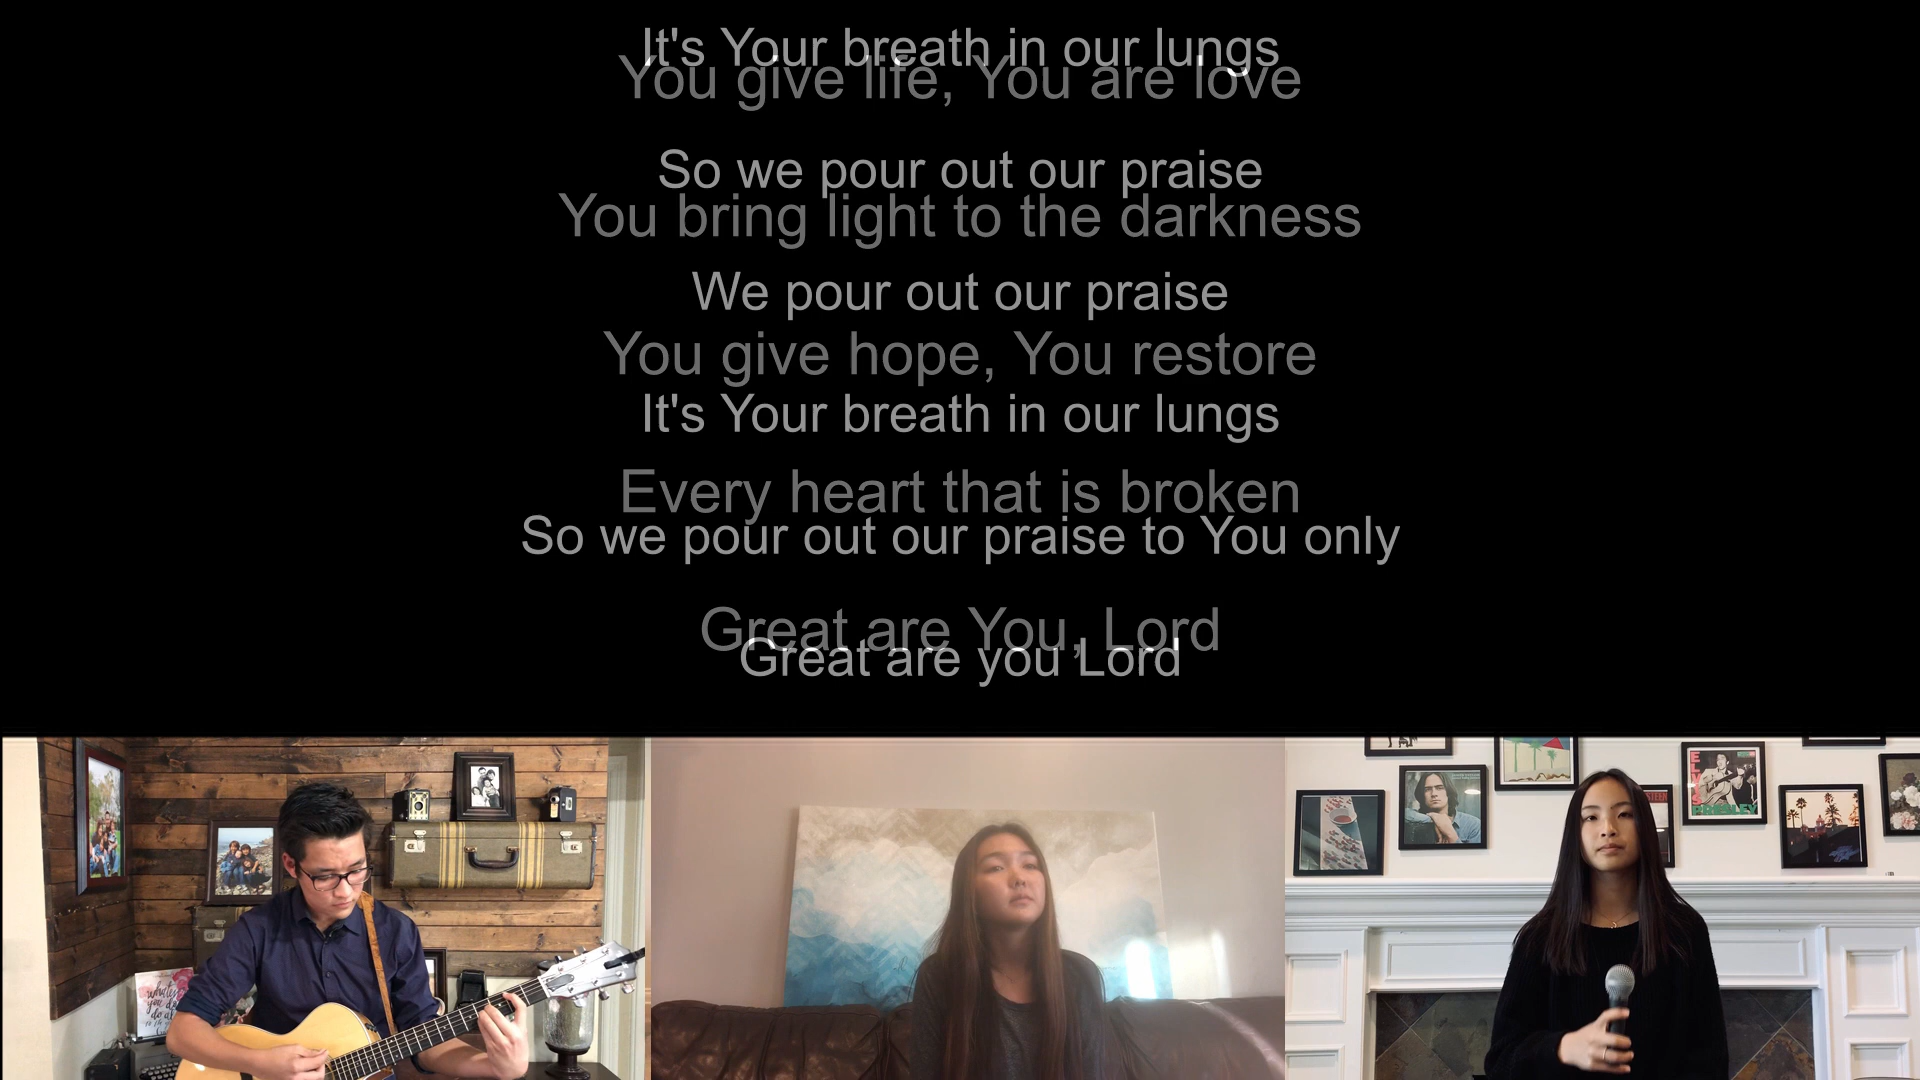 It's Your breath in our lungs
You give life, You are love
So we pour out our praise
You bring light to the darkness
We pour out our praise
You give hope, You restore
It's Your breath in our lungs
Every heart that is broken
So we pour out our praise to You only
Great are You, Lord
Great are you Lord
ELVIS
PRESLEY